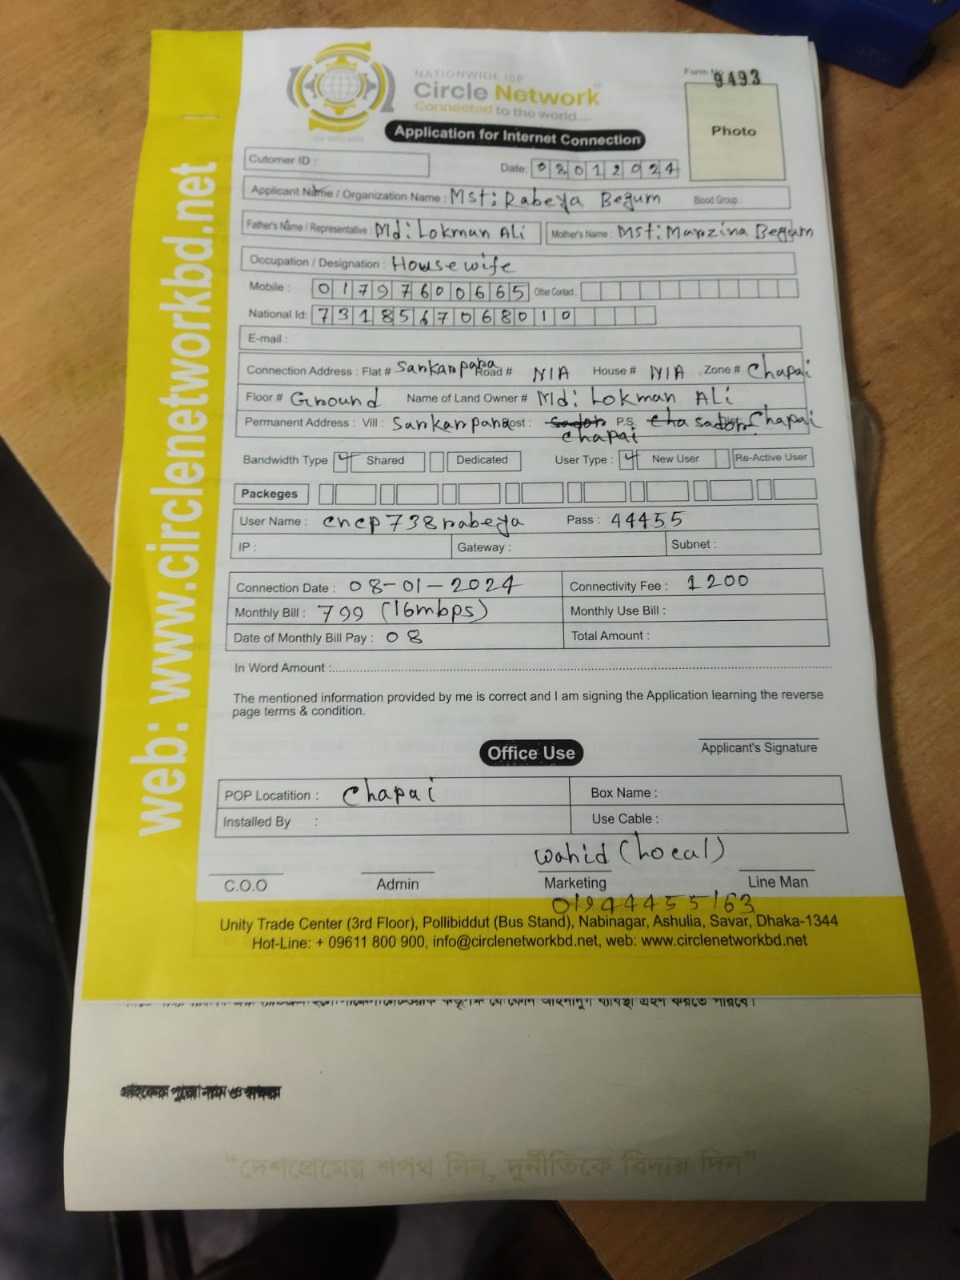 NATIONWIDE ISP
Circle Network
Connected to the world....
Form No
9493
Application for Internet Connection
Photo
Cutomer ID :
Date: 08012024
Applicant Name / Organization Name : Mst: Rabeya Begum Blood Group
Father's Name / Representative : Md: Lokman Ali Mother's Name : Mst: Marzina Begum
Occupation / Designation : House wife
Mobile : 01797600665 Other Contact :
National Id: 7318567068010
E-mail :
Connection Address : Flat # Sankarpara Road # N/A House # N/A Zone # Chapai
Floor # Ground Name of Land Owner # Md: Lokman Ali
Permanent Address : Vill : Sankarpara Post : chapai P.S. sador Dist: Chapai
Bandwidth Type Shared Dedicated User Type : New User Re-Active User
Packeges
User Name : cncp738rabeya Pass : 44455
IP : Gateway : Subnet :
Connection Date : 08-01-2024 Connectivity Fee : 1200
Monthly Bill : 799 (16mbps) Monthly Use Bill :
Date of Monthly Bill Pay : 08 Total Amount :
In Word Amount :
The mentioned information provided by me is correct and I am signing the Application learning the reverse
page terms & condition.
Applicant's Signature
Office Use
POP Locatition : Chapai Box Name :
Installed By : Use Cable :
wahid (Local)
C.O.O Admin Marketing Line Man
01944455163
Unity Trade Center (3rd Floor), Pollibiddut (Bus Stand), Nabinagar, Ashulia, Savar, Dhaka-1344
Hot-Line: + 09611 800 900, info@circlenetworkbd.net, web: www.circlenetworkbd.net
web: www.circlenetworkbd.net
"দেশপ্রেমের শপথ নিন, দুর্নীতিকে বিদায় দিন"